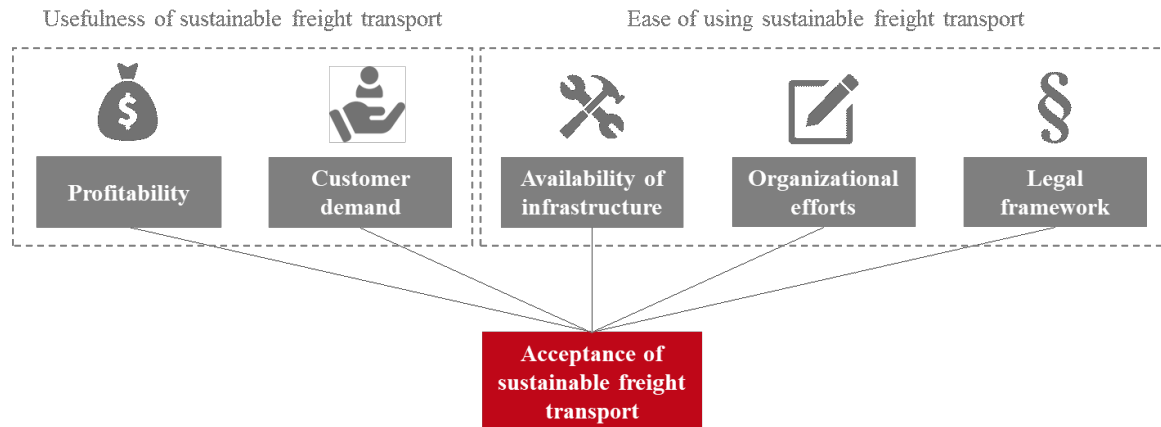 Usefulness of sustainable freight transport
Ease of using sustainable freight transport
$
§
Profitability
Customer
demand
Availability of
infrastructure
Organizational
efforts
Legal
framework
Acceptance of
sustainable freight
transport